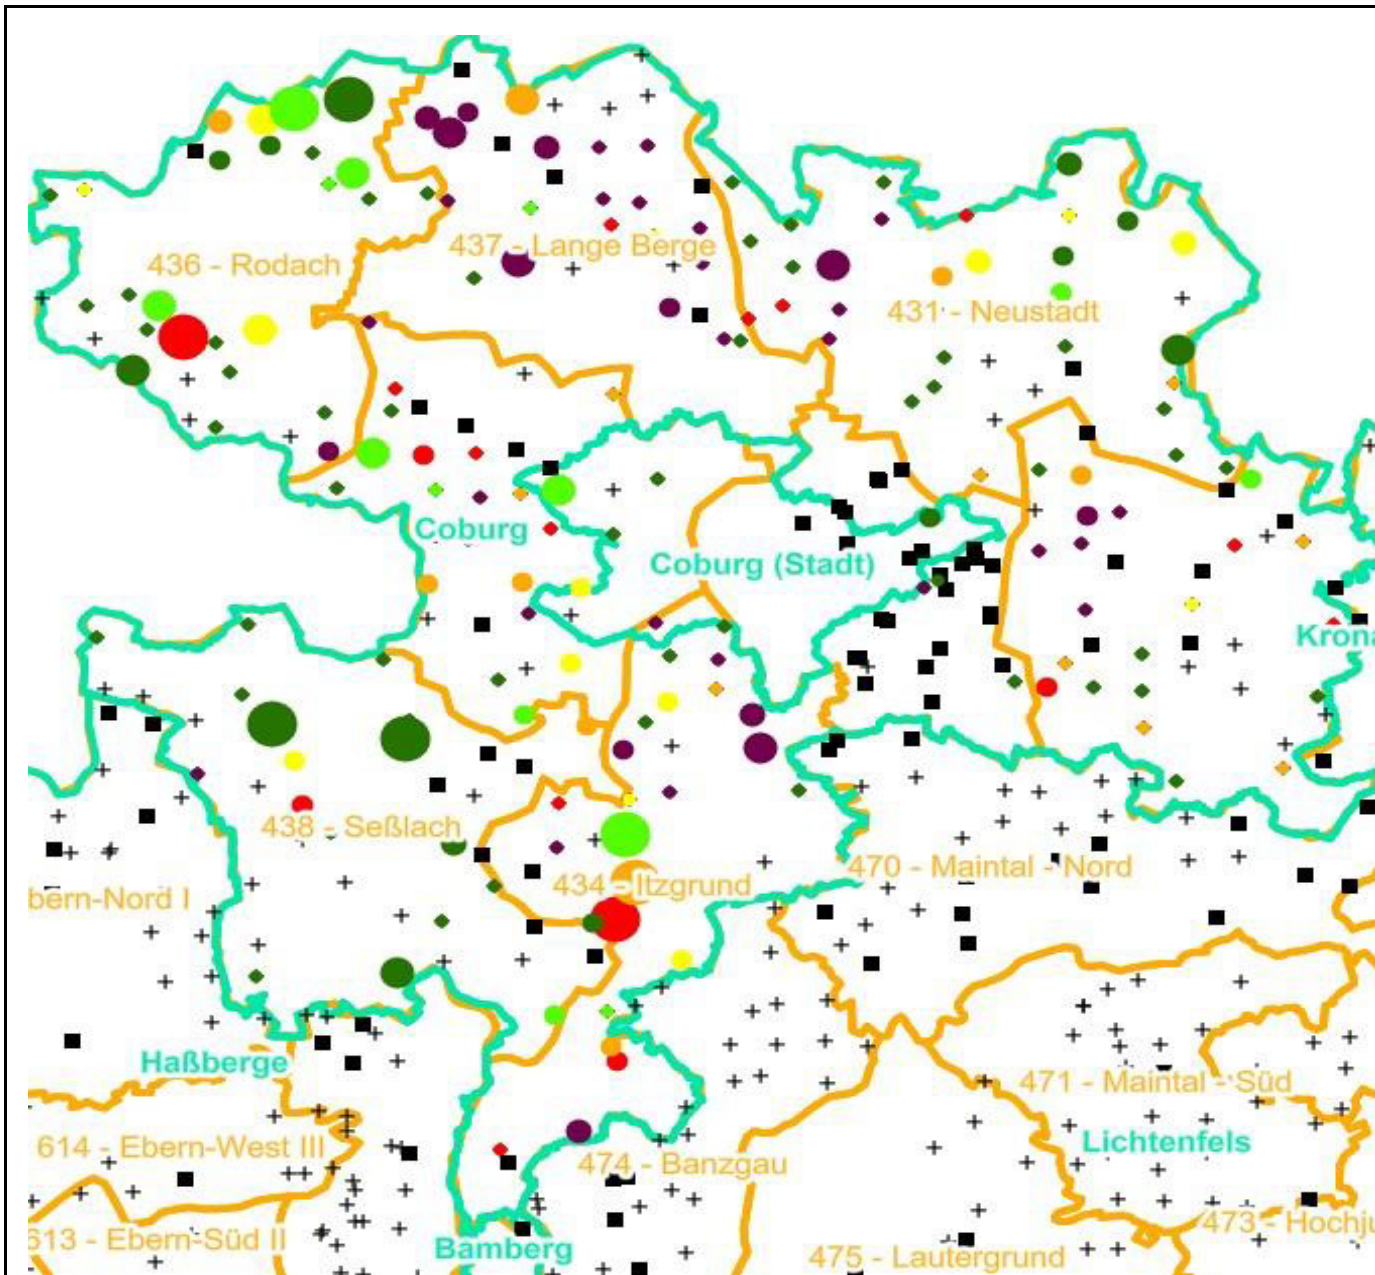 437 - Lange Berge
436 - Rodach
431 - Neustadt
Coburg
Coburg (Stadt)
Krona
438 - Seßlach
434 - Itzgrund
470 - Maintal - Nord
bern-Nord I
Haßberge
471 - Maintal - Süd
614 - Ebern-West III
Lichtenfels
474 - Banzgau
473 - Hochju
613 - Ebern-Süd II
Bamberg
475 - Lautergrund